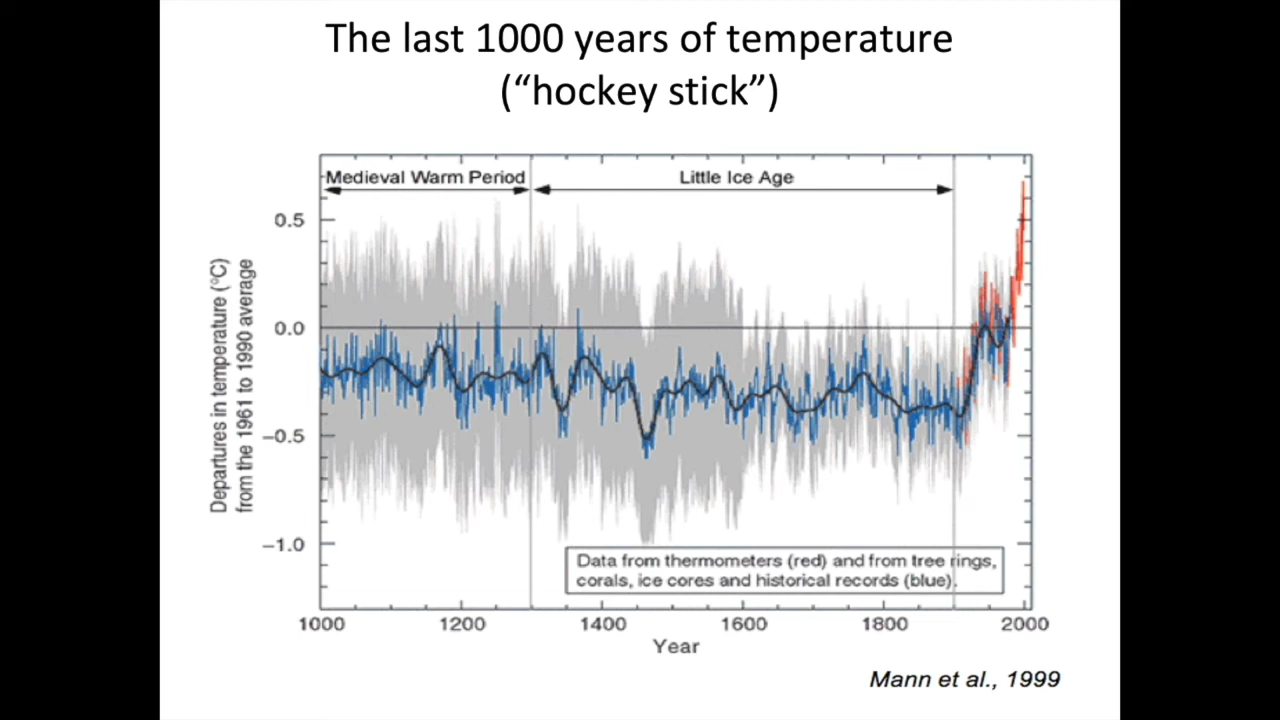 The last 1000 years of temperature
(“hockey stick”)
Medieval Warm Period
Little Ice Age
Departures in temperature (°C)
from the 1961 to 1990 average
0.5
0.0
−0.5
−1.0
Data from thermometers (red) and from tree rings,
corals, ice cores and historical records (blue).
1000 1200 1400 1600 1800 2000
Year
Mann et al., 1999